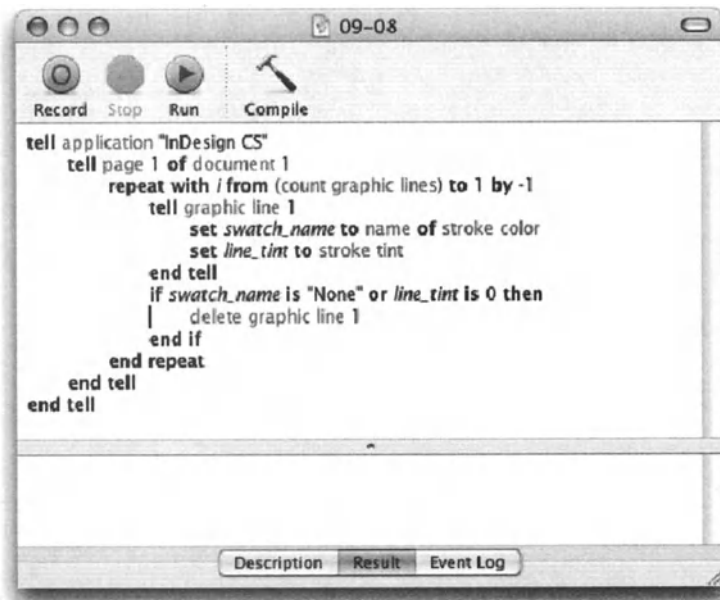 09-08
Record Stop Run Compile
tell application "InDesign CS"
tell page 1 of document 1
repeat with i from (count graphic lines) to 1 by -1
tell graphic line 1
set swatch_name to name of stroke color
set line_tint to stroke tint
end tell
if swatch_name is "None" or line_tint is 0 then
delete graphic line 1
end if
end repeat
end tell
end tell
Description Result Event Log